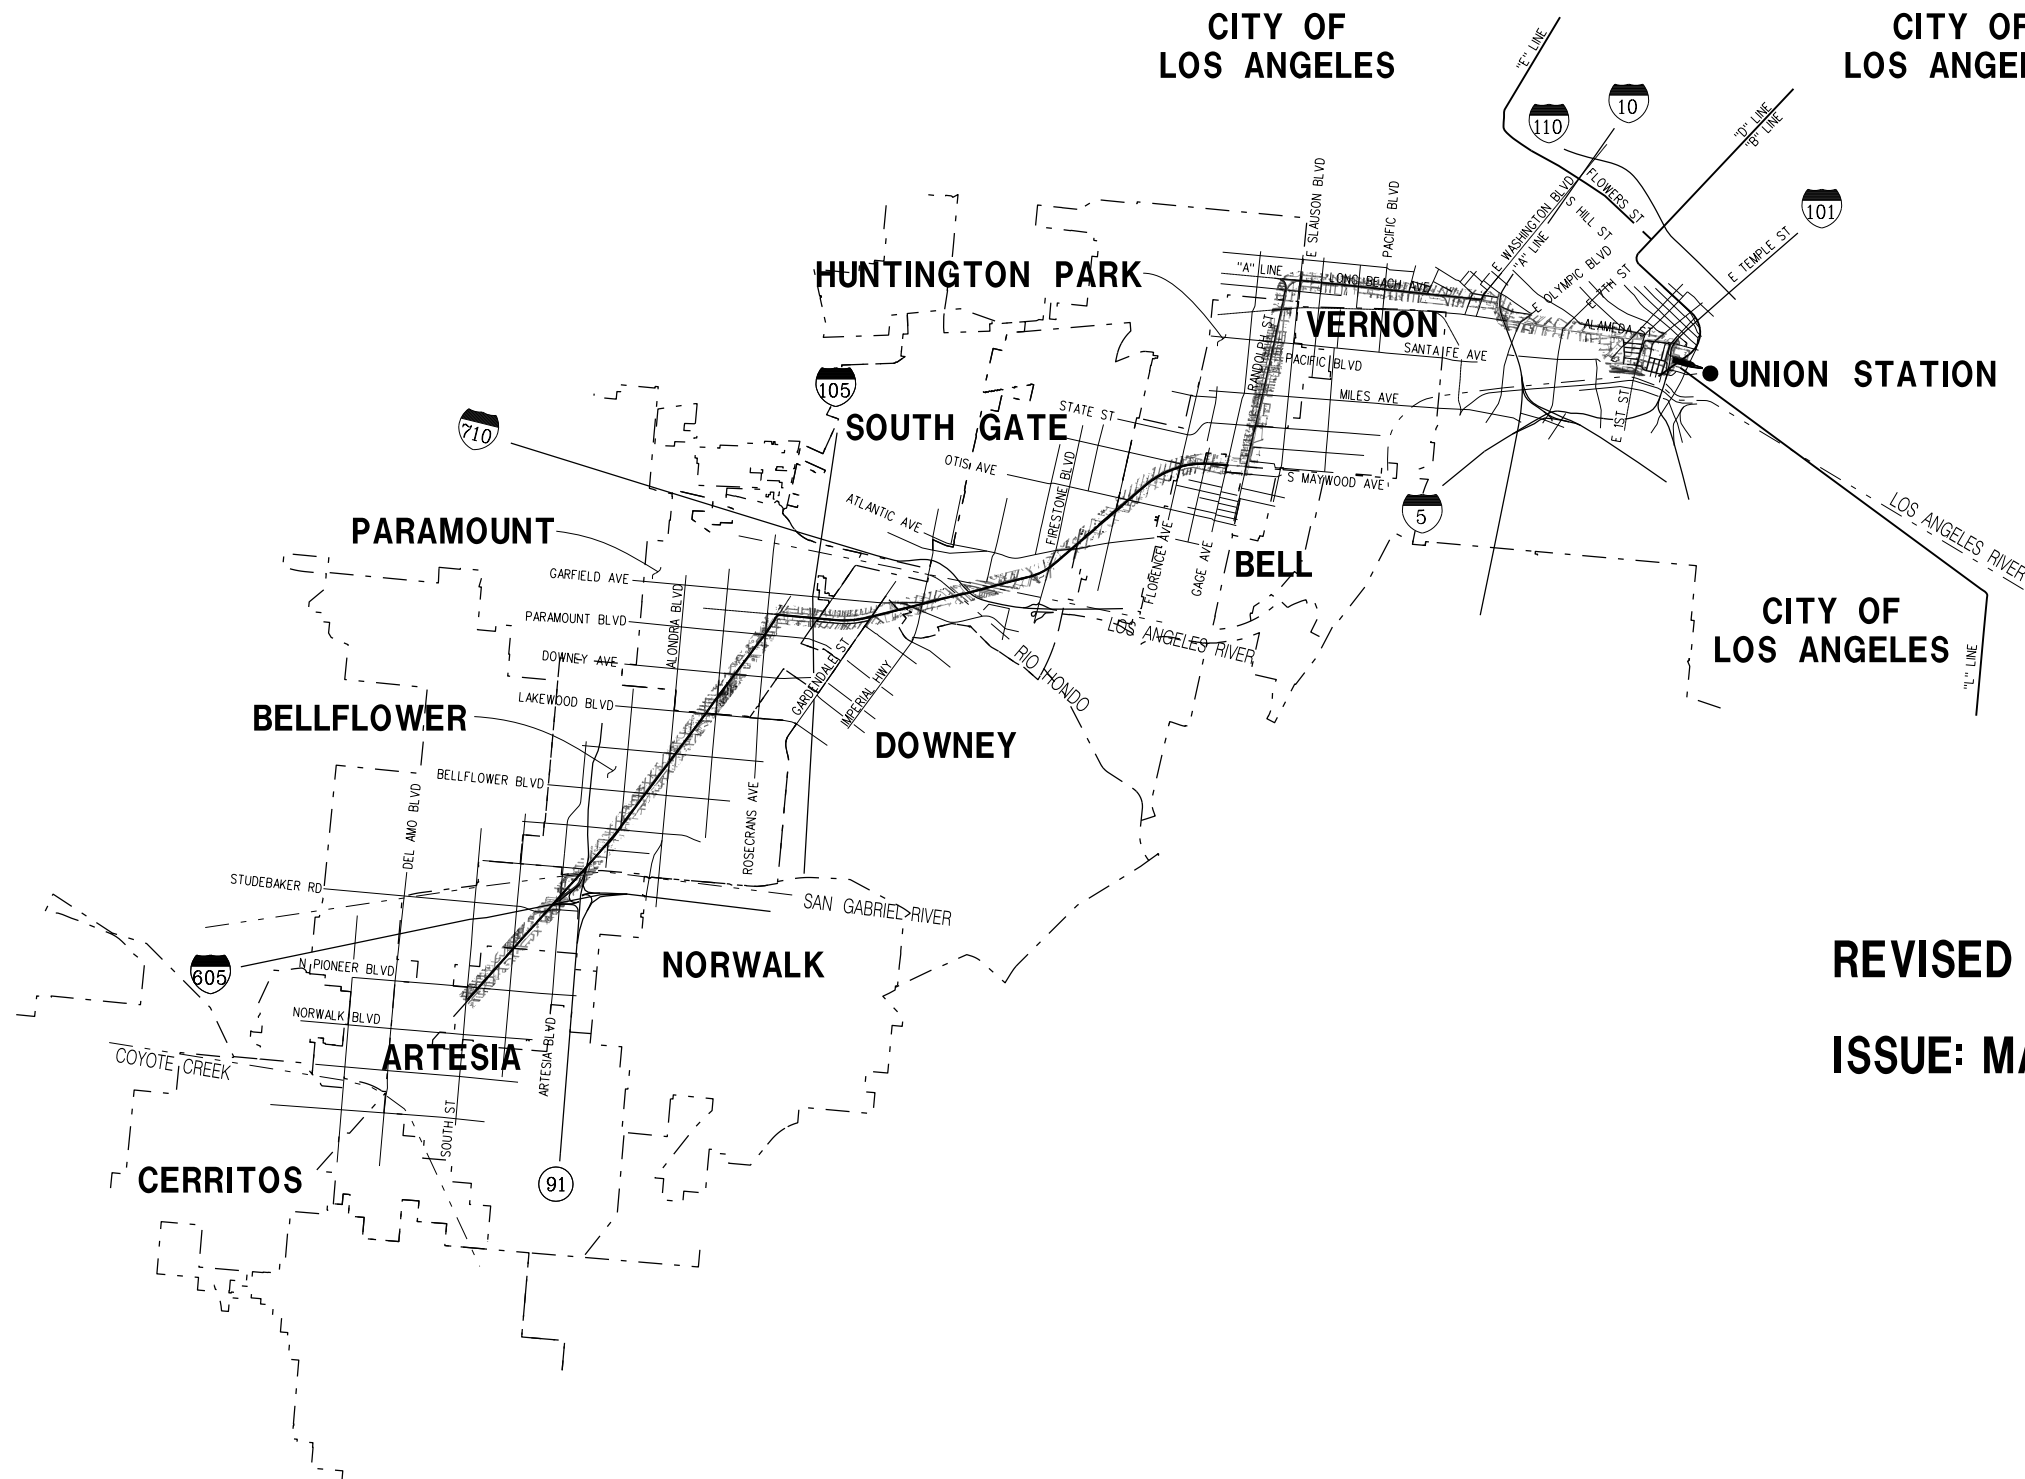 CITY OF
LOS ANGELES
CITY OF
LOS ANGEL
"E" LINE
110
10
"D" LINE
"B" LINE
101
FLOWERS ST
S HILL ST
E WASHINGTON BLVD
"A" LINE
E OLYMPIC BLVD
E 7TH ST
E TEMPLE ST
E SLAUSON BLVD
PACIFIC BLVD
HUNTINGTON PARK
"A" LINE
LONG BEACH AVE
VERNON
ALAMEDA ST
SANTA FE AVE
PACIFIC BLVD
RANDOLPH ST
MILES AVE
UNION STATION
E 1ST ST
105
710
SOUTH GATE
STATE ST
OTIS AVE
FIRESTONE BLVD
S MAYWOOD AVE
ATLANTIC AVE
5
LOS ANGELES RIVER
PARAMOUNT
FLORENCE AVE
GAGE AVE
BELL
GARFIELD AVE
PARAMOUNT BLVD
ALONDRA BLVD
LOS ANGELES RIVER
CITY OF
LOS ANGELES
"L" LINE
DOWNEY AVE
GARDENDALE ST
IMPERIAL HWY
RIO HONDO
LAKEWOOD BLVD
BELLFLOWER
DOWNEY
BELLFLOWER BLVD
DEL AMO BLVD
ROSECRANS AVE
STUDEBAKER RD
SAN GABRIEL RIVER
605
N PIONEER BLVD
NORWALK
REVISED
NORWALK BLVD
ARTESIA
ARTESIA BLVD
COYOTE CREEK
ISSUE: MA
SOUTH ST
CERRITOS
91